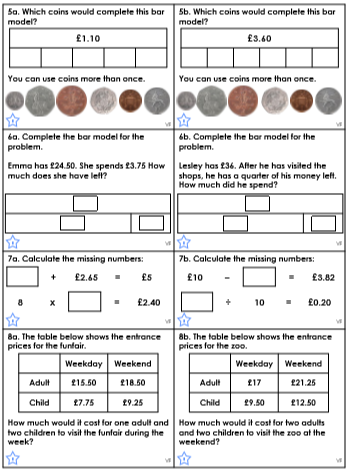 5a. Which coins would complete this bar
model?
£1.10
You can use coins more than once.
VF
5b. Which coins would complete this bar
model?
£3.60
You can use coins more than once.
VF
6a. Complete the bar model for the
problem.
Emma has £24.50. She spends £3.75 How
much does she have left?
VF
6b. Complete the bar model for the
problem.
Lesley has £36. After he has visited the
shops, he has a quarter of his money left.
How much did he spend?
VF
7a. Calculate the missing numbers:
+ £2.65 = £5
8 x = £2.40
VF
7b. Calculate the missing numbers:
£10 – = £3.82
÷ 10 = £0.20
VF
8a. The table below shows the entrance
prices for the funfair.
Weekday Weekend
Adult £15.50 £18.50
Child £7.75 £9.25
How much would it cost for one adult and
two children to visit the funfair during the
week?
VF
8b. The table below shows the entrance
prices for the zoo.
Weekday Weekend
Adult £17 £21.25
Child £9.50 £12.50
How much would it cost for two adults
and two children to visit the zoo at the
weekend?
VF